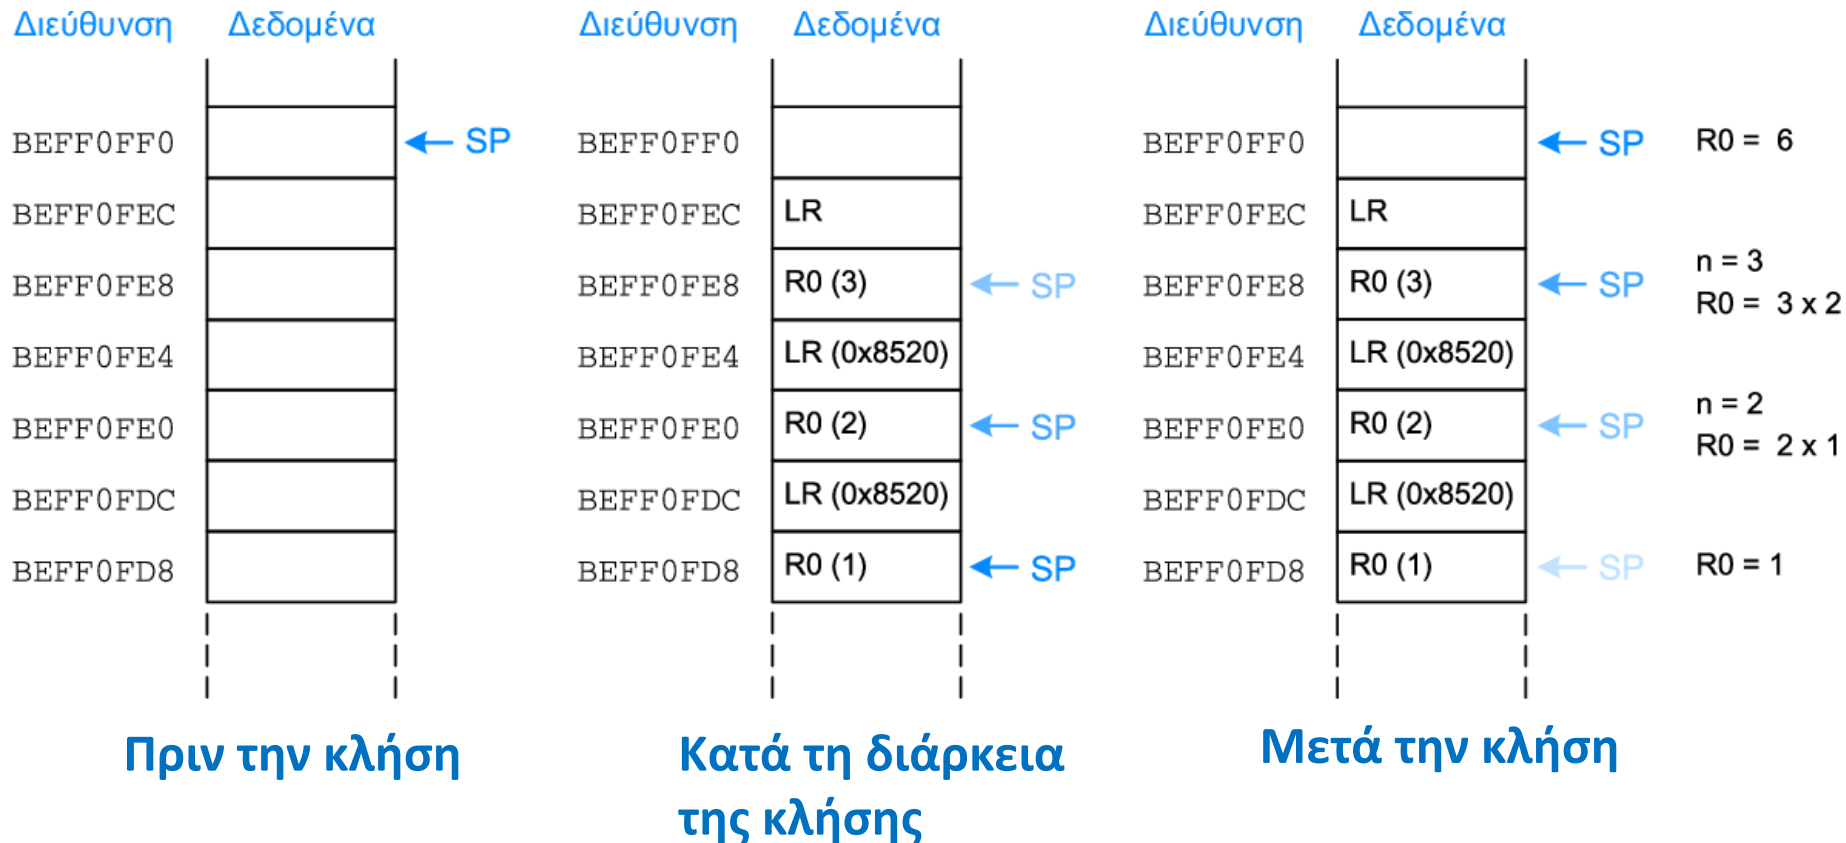 Διεύθυνση Δεδομένα Διεύθυνση Δεδομένα Διεύθυνση Δεδομένα
BEFF0FF0 SP BEFF0FF0 BEFF0FF0 SP R0 = 6
BEFF0FEC BEFF0FEC LR BEFF0FEC LR
n = 3
BEFF0FE8 BEFF0FE8 R0 (3) SP BEFF0FE8 R0 (3) SP
R0 = 3 x 2
BEFF0FE4 BEFF0FE4 LR (0x8520) BEFF0FE4 LR (0x8520)
n = 2
BEFF0FE0 BEFF0FE0 R0 (2) SP BEFF0FE0 R0 (2) SP
R0 = 2 x 1
BEFF0FDC BEFF0FDC LR (0x8520) BEFF0FDC LR (0x8520)
BEFF0FD8 BEFF0FD8 R0 (1) SP BEFF0FD8 R0 (1) SP R0 = 1
Πριν την κλήση
Κατά τη διάρκεια
της κλήσης
Μετά την κλήση